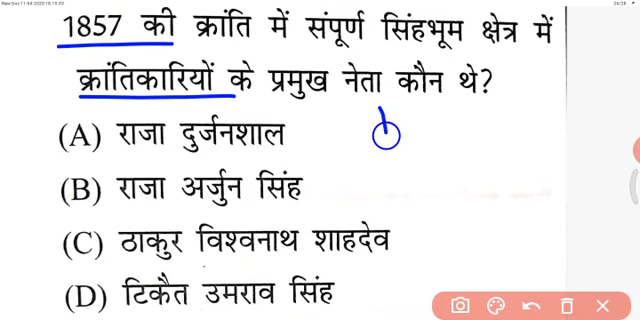 1857 की क्रांति में संपूर्ण सिंहभूम क्षेत्र में
क्रांतिकारियों के प्रमुख नेता कौन थे?
(A) राजा दुर्जनशाल
(B) राजा अर्जुन सिंह
(C) ठाकुर विश्वनाथ शाहदेव
(D) टिकैत उमराव सिंह